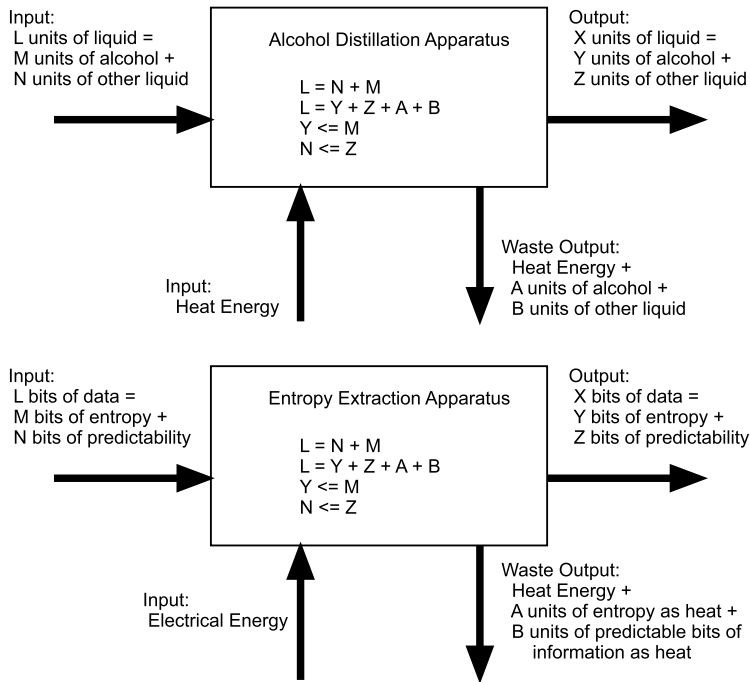 Input:
L units of liquid =
M units of alcohol +
N units of other liquid
Alcohol Distillation Apparatus
L = N + M
L = Y + Z + A + B
Y <= M
N <= Z
Output:
X units of liquid =
Y units of alcohol +
Z units of other liquid
Input:
Heat Energy
Waste Output:
Heat Energy +
A units of alcohol +
B units of other liquid
Input:
L bits of data =
M bits of entropy +
N bits of predictability
Entropy Extraction Apparatus
L = N + M
L = Y + Z + A + B
Y <= M
N <= Z
Output:
X bits of data =
Y bits of entropy +
Z bits of predictability
Input:
Electrical Energy
Waste Output:
Heat Energy +
A units of entropy as heat +
B units of predictable bits of
information as heat